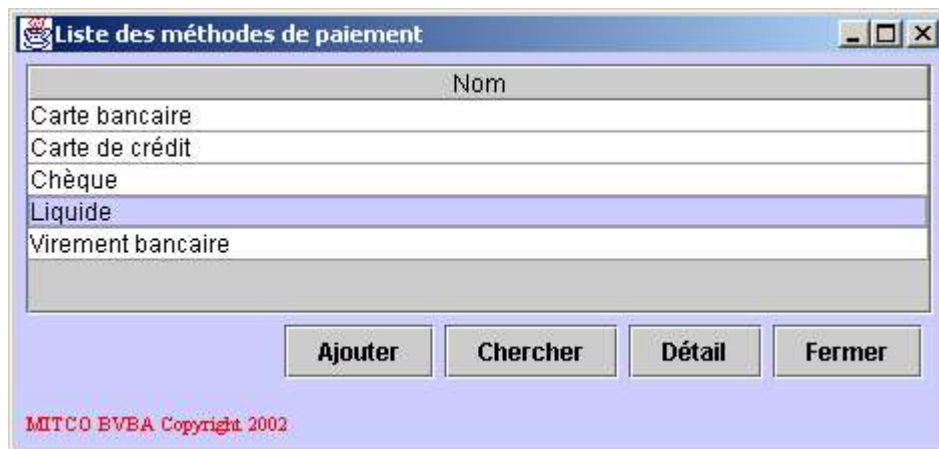 Liste des méthodes de paiement
Nom
Carte bancaire
Carte de crédit
Chèque
Liquide
Virement bancaire
Ajouter Chercher Détail Fermer
MITCO BVBA Copyright 2002